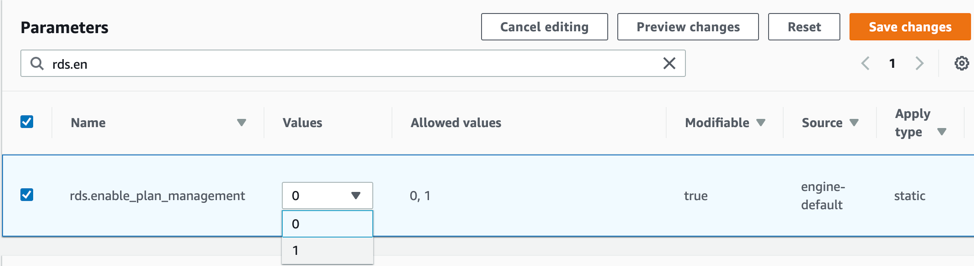 Parameters
Cancel editing
Preview changes
Reset
Save changes
rds.en
1
Name
Values
Allowed values
Modifiable
Source
Apply
type
rds.enable_plan_management
0
0, 1
true
engine-
default
static
0
1